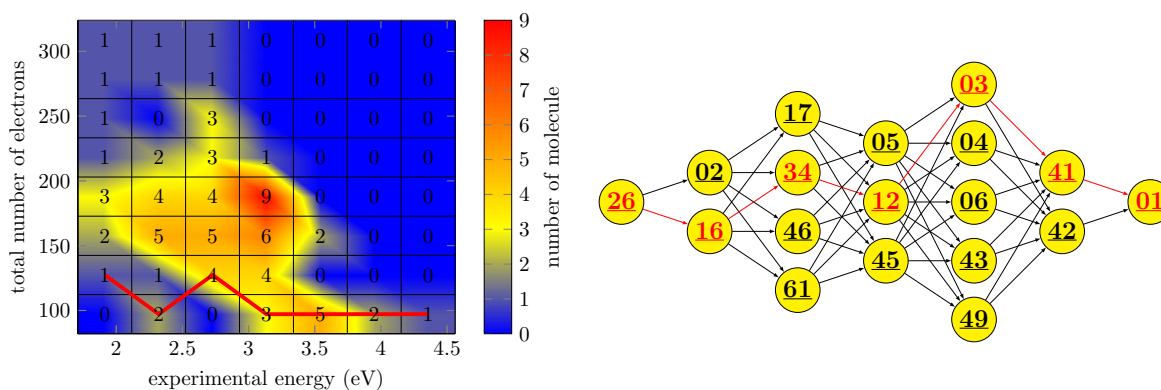 300
250
200
150
100
total number of electrons
1 1 1 0 0 0 0
1 1 1 0 0 0 0
1 0 3 0 0 0 0
1 2 3 1 0 0 0
3 4 4 9 0 0 0
2 5 5 6 2 0 0
1 1 4 4 0 0 0
0 2 0 3 5 2 1
2 2.5 3 3.5 4 4.5
experimental energy (eV)
9
8
7
6
5
4
3
2
1
0
number of molecule
26
02
16
17
34
46
61
05
12
45
03
04
06
43
49
41
42
01